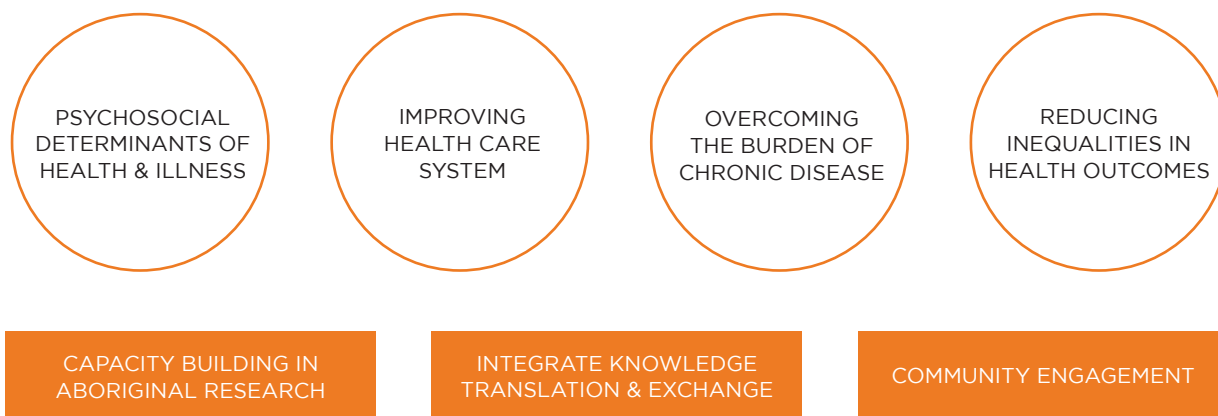 PSYCHOSOCIAL
DETERMINANTS OF
HEALTH & ILLNESS
IMPROVING
HEALTH CARE
SYSTEM
OVERCOMING
THE BURDEN OF
CHRONIC DISEASE
REDUCING
INEQUALITIES IN
HEALTH OUTCOMES
CAPACITY BUILDING IN
ABORIGINAL RESEARCH
INTEGRATE KNOWLEDGE
TRANSLATION & EXCHANGE
COMMUNITY ENGAGEMENT